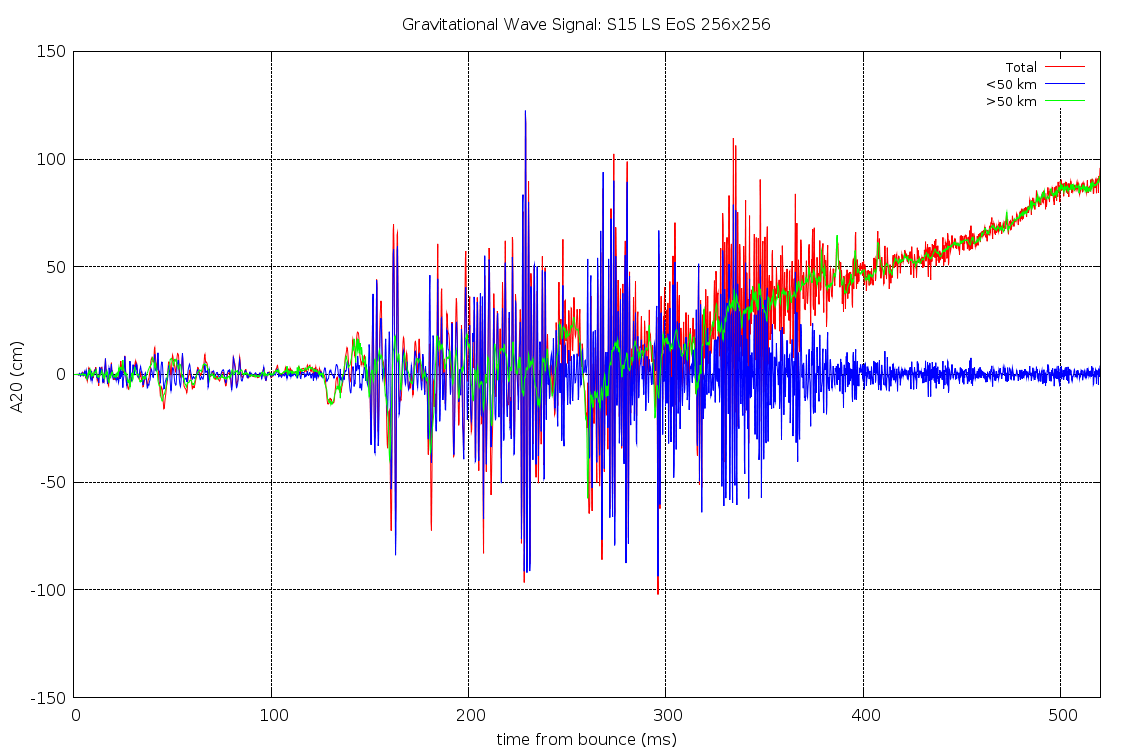 Gravitational Wave Signal: S15 LS EoS 256x256
150
100
50
0
-50
-100
-150
A20 (cm)
Total
<50 km
>50 km
0 100 200 300 400 500
time from bounce (ms)